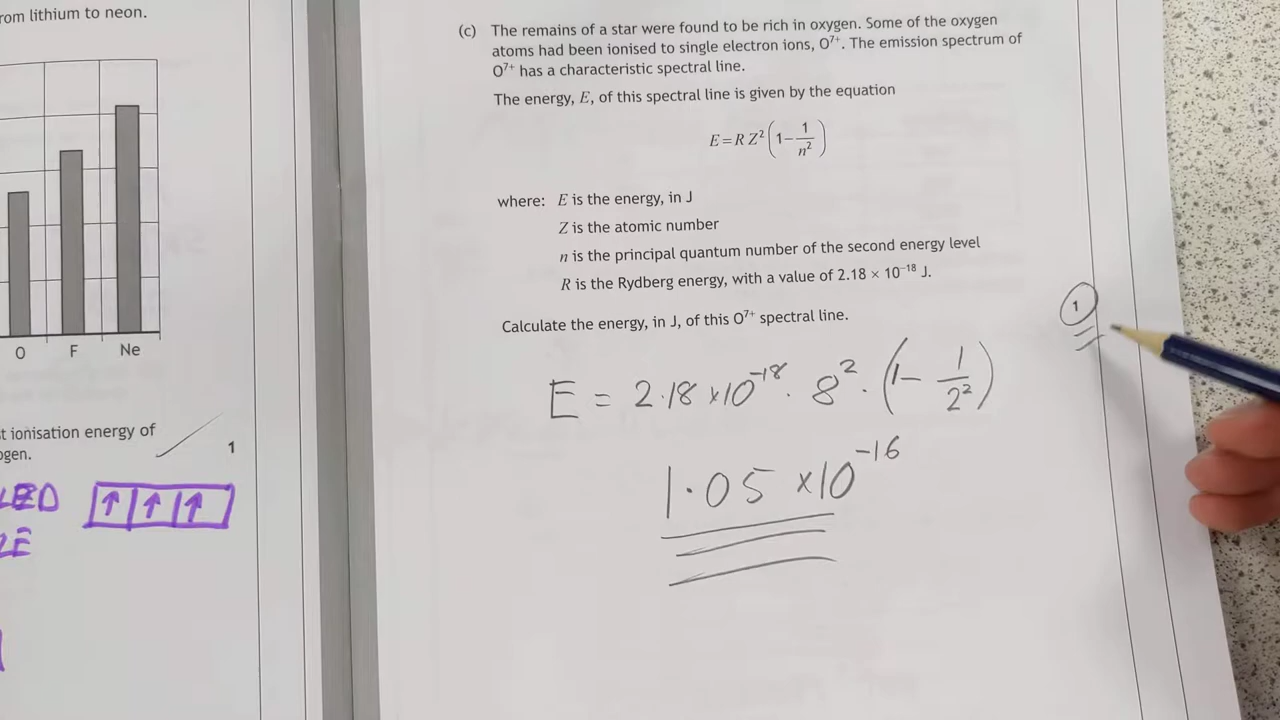 rom lithium to neon.
O F Ne
t ionisation energy of
ogen.
1
LED ↑ ↑ ↑
(c) The remains of a star were found to be rich in oxygen. Some of the oxygen
atoms had been ionised to single electron ions, O⁷⁺. The emission spectrum of
O⁷⁺ has a characteristic spectral line.
The energy, E, of this spectral line is given by the equation
E=RZ²(1−1/n²)
where: E is the energy, in J
Z is the atomic number
n is the principal quantum number of the second energy level
R is the Rydberg energy, with a value of 2.18 × 10⁻¹⁸ J.
Calculate the energy, in J, of this O⁷⁺ spectral line.
1
E = 2.18 × 10⁻¹⁸ · 8² · (1 − 1/2²)
1.05 × 10⁻¹⁶